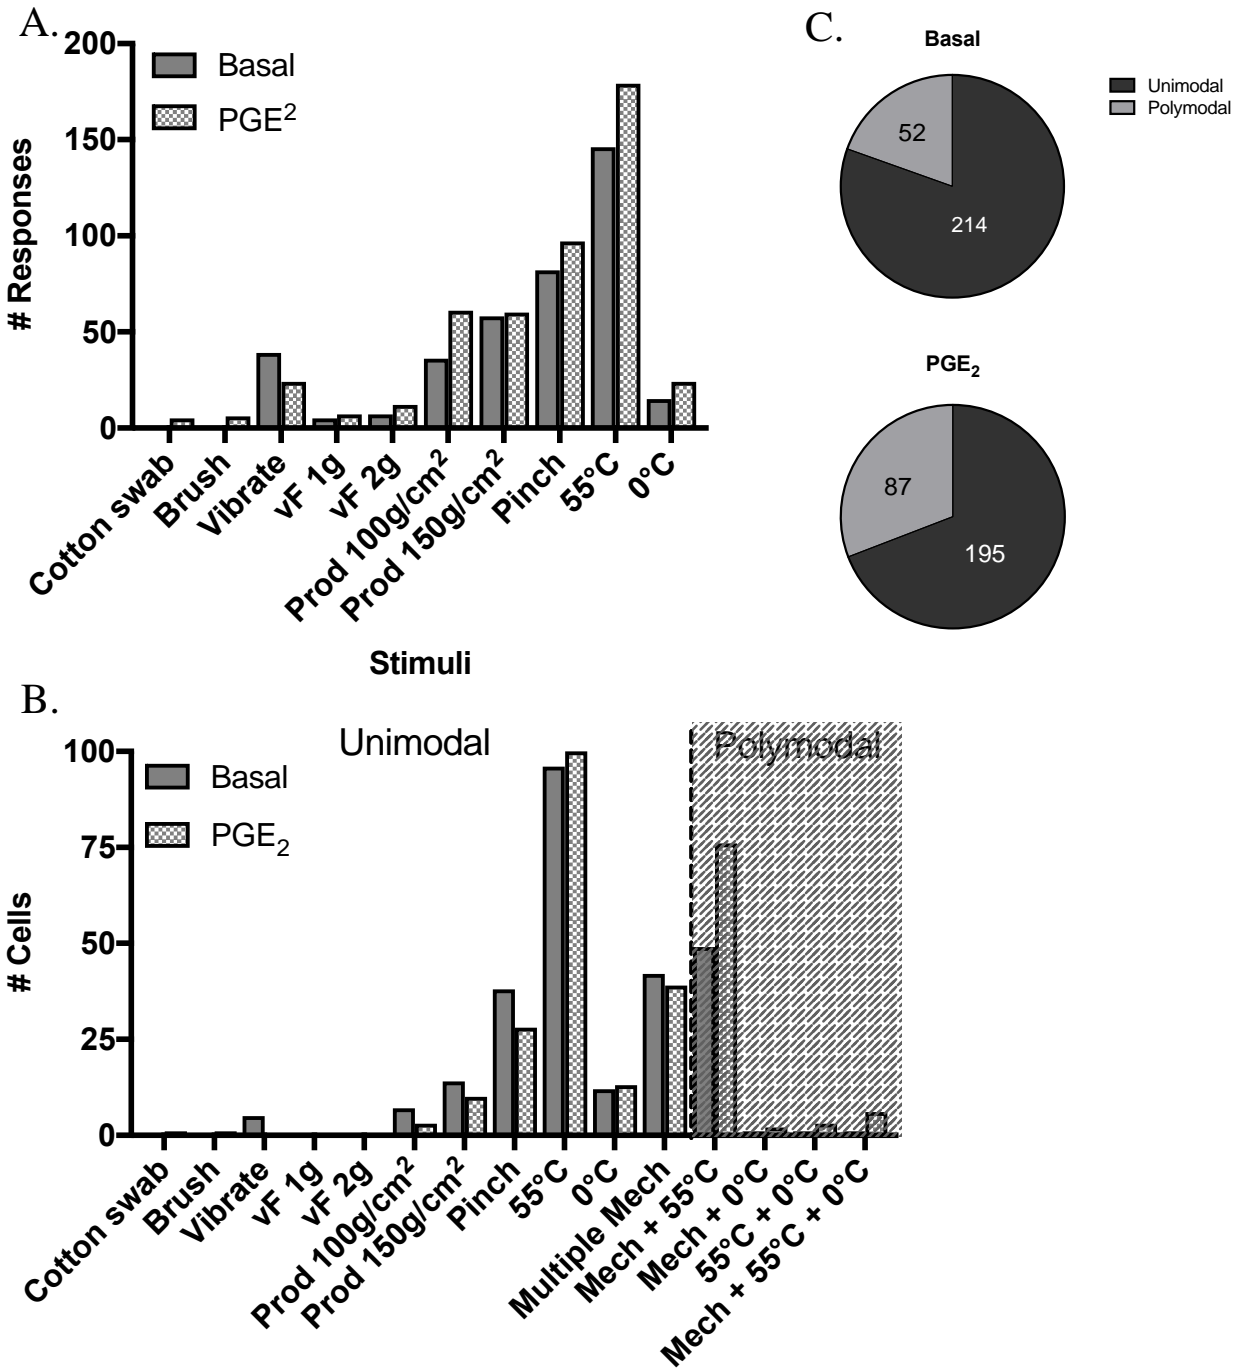 A.
# Responses
200
150
100
50
0
Basal
PGE²
Cotton swab
Brush
Vibrate
vF 1g
vF 2g
Prod 100g/cm²
Prod 150g/cm²
Pinch
55°C
0°C
Stimuli
C.
Basal
52
214
Unimodal
Polymodal
PGE₂
87
195
B.
# Cells
100
75
50
25
0
Unimodal
Polymodal
Basal
PGE₂
Cotton swab
Brush
Vibrate
vF 1g
vF 2g
Prod 100g/cm²
Prod 150g/cm²
Pinch
55°C
0°C
Multiple Mech
Mech + 55°C
Mech + 0°C
55°C + 0°C
Mech + 55°C + 0°C